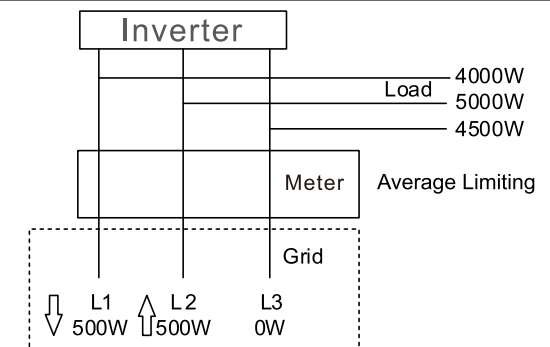 Inverter
4000W
Load
5000W
4500W
Meter
Average Limiting
Grid
L1 L2 L3
500W 500W 0W